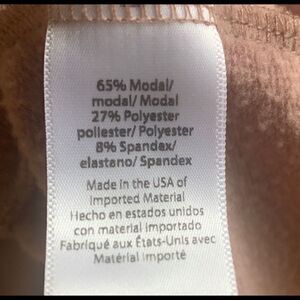 65% Modal/
modal/ Modal
27% Polyester
poliester/ Polyester
8% Spandex/
elastano/ Spandex
Made in the USA of
Imported Material
Hecho en estados unidos
con material importado
Fabriqué aux États-Unis avec
Matérial importé